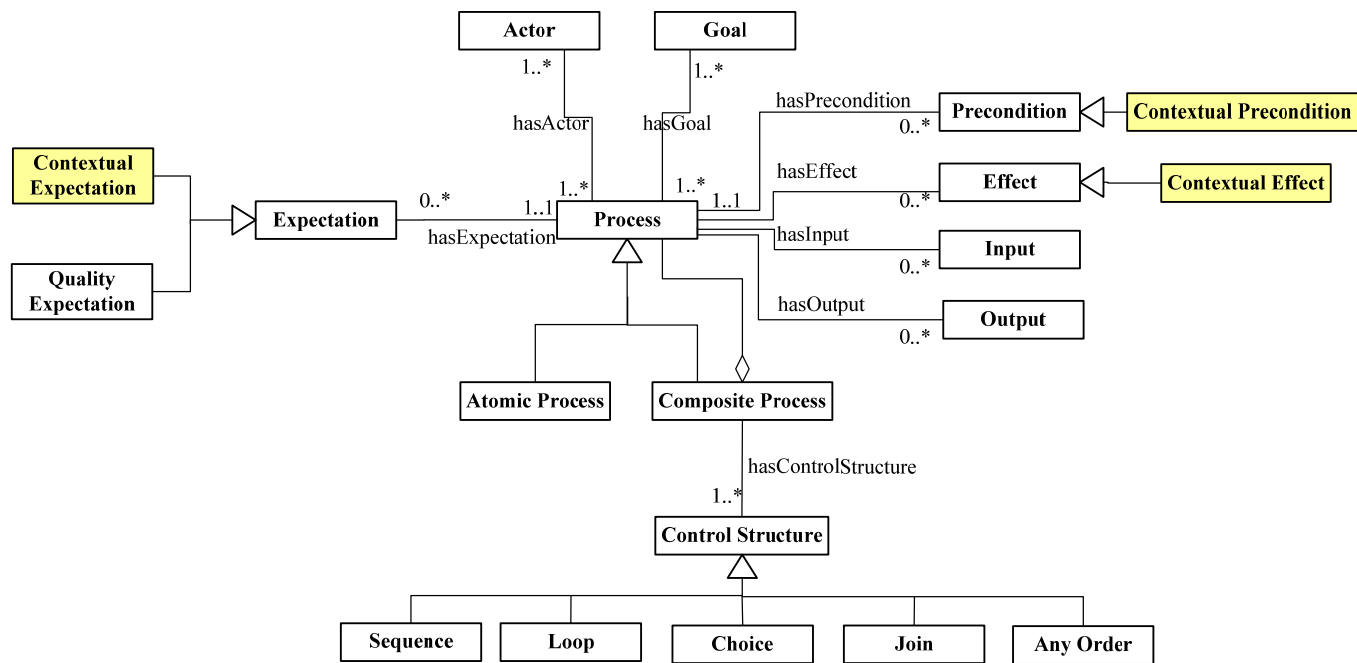 Actor
Goal
1..*
1..*
hasActor
hasGoal
hasPrecondition
Precondition
Contextual Precondition
0..*
Contextual
Expectation
hasEffect
Effect
Contextual Effect
0..*
1..*
1..*
0..*
1..1
1..1
Expectation
Process
hasExpectation
hasInput
Input
0..*
Quality
Expectation
hasOutput
Output
0..*
Atomic Process
Composite Process
hasControlStructure
1..*
Control Structure
Sequence
Loop
Choice
Join
Any Order